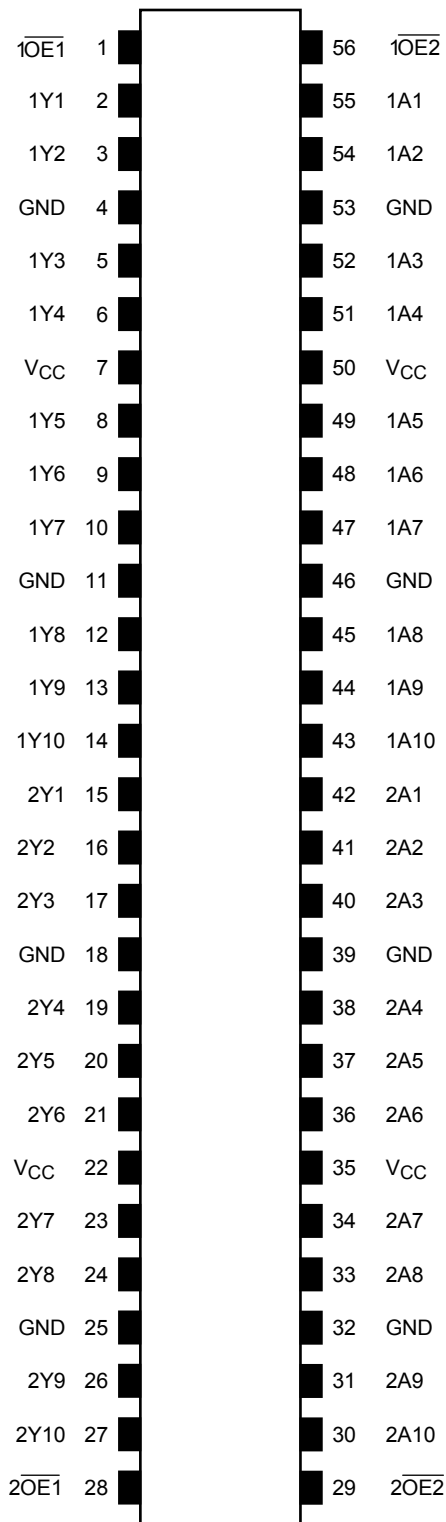 1OE1 1 56 1OE2
1Y1 2 55 1A1
1Y2 3 54 1A2
GND 4 53 GND
1Y3 5 52 1A3
1Y4 6 51 1A4
VCC 7 50 VCC
1Y5 8 49 1A5
1Y6 9 48 1A6
1Y7 10 47 1A7
GND 11 46 GND
1Y8 12 45 1A8
1Y9 13 44 1A9
1Y10 14 43 1A10
2Y1 15 42 2A1
2Y2 16 41 2A2
2Y3 17 40 2A3
GND 18 39 GND
2Y4 19 38 2A4
2Y5 20 37 2A5
2Y6 21 36 2A6
VCC 22 35 VCC
2Y7 23 34 2A7
2Y8 24 33 2A8
GND 25 32 GND
2Y9 26 31 2A9
2Y10 27 30 2A10
2OE1 28 29 2OE2